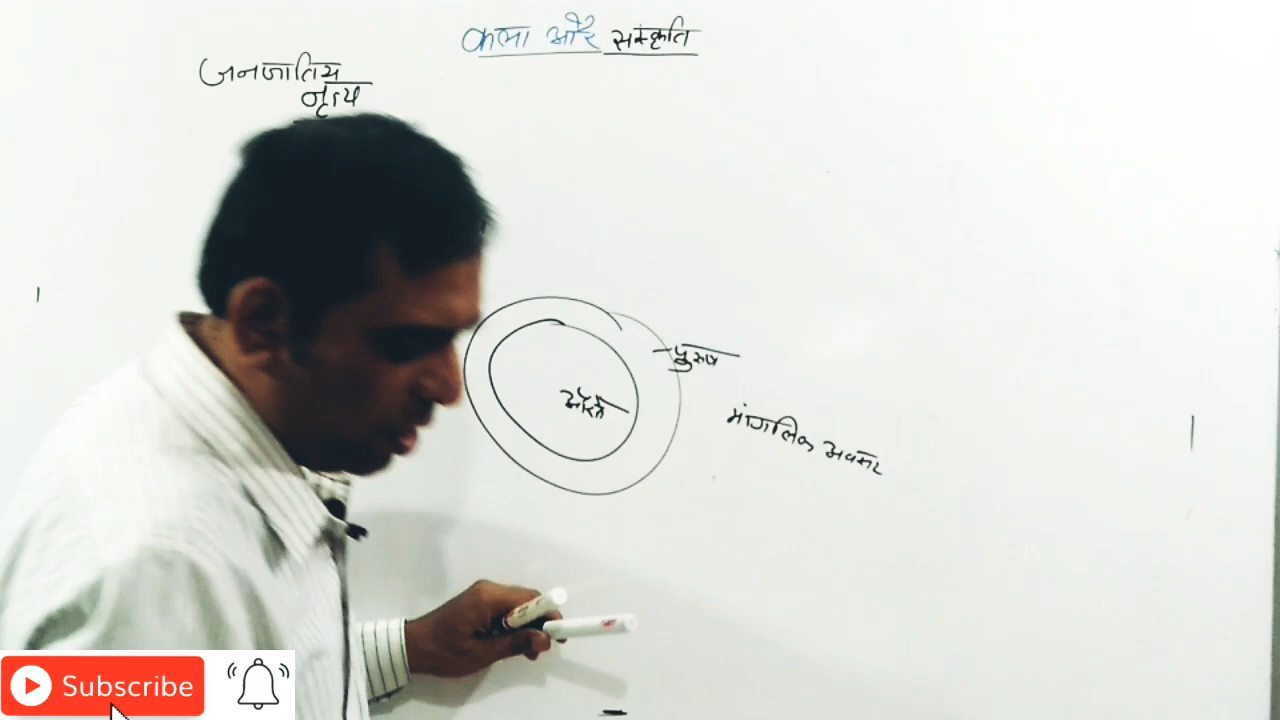 कला और संस्कृति
जनजातिय
नृत्य
पुरुष
औरतें
मांगलिक अवसर
Subscribe